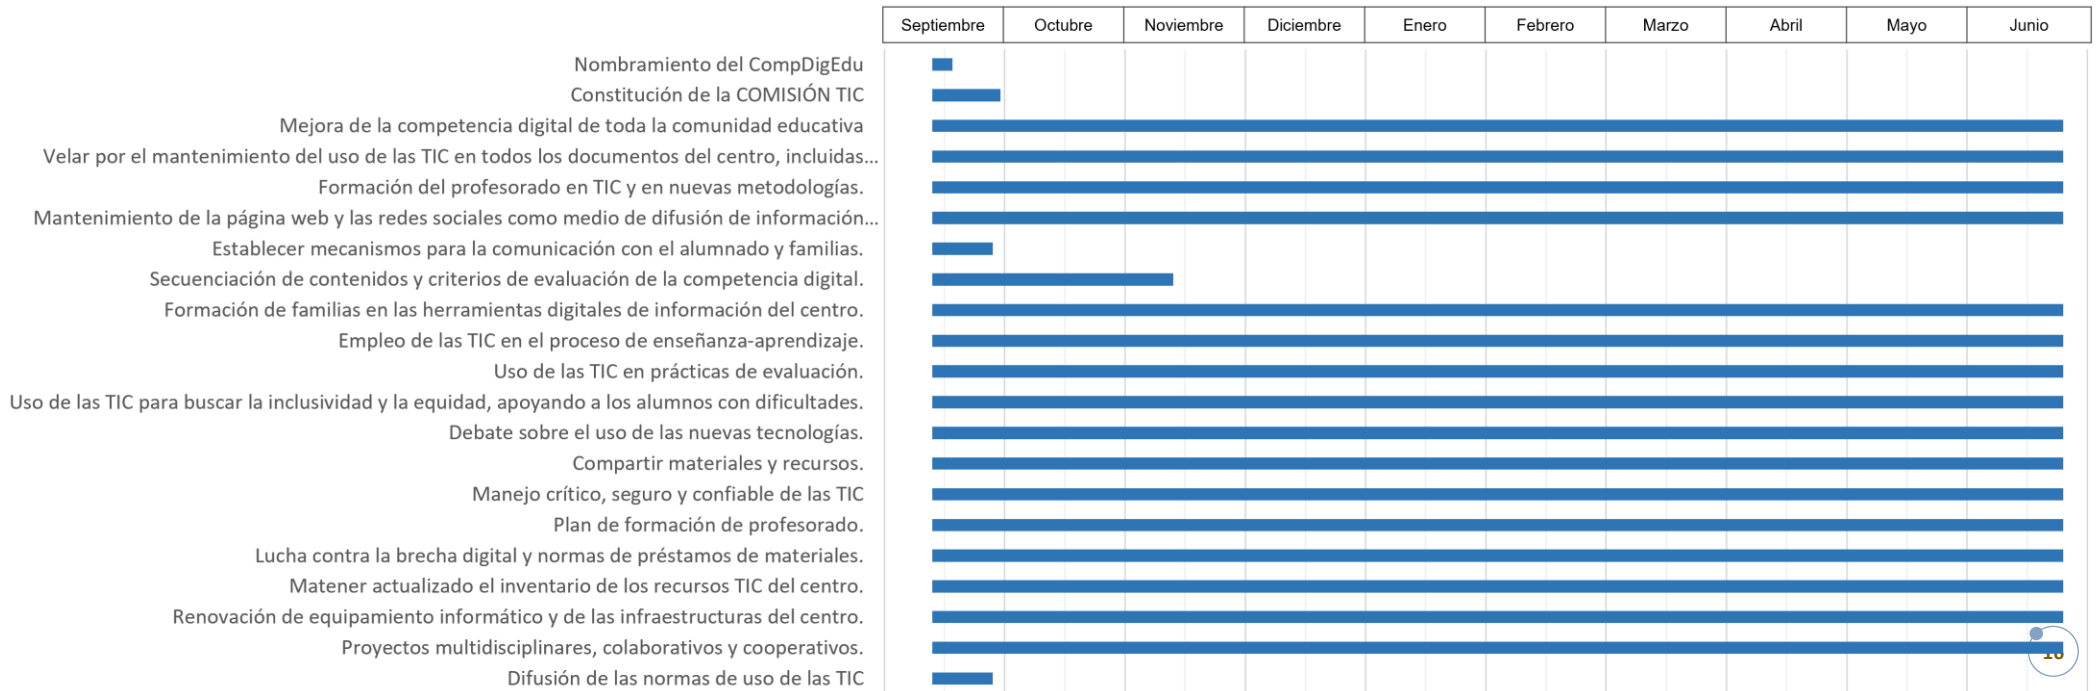 Septiembre Octubre Noviembre Diciembre Enero Febrero Marzo Abril Mayo Junio
Nombramiento del CompDigEdu
Constitución de la COMISIÓN TIC
Mejora de la competencia digital de toda la comunidad educativa
Velar por el mantenimiento del uso de las TIC en todos los documentos del centro, incluidas...
Formación del profesorado en TIC y en nuevas metodologías.
Mantenimiento de la página web y las redes sociales como medio de difusión de información...
Establecer mecanismos para la comunicación con el alumnado y familias.
Secuenciación de contenidos y criterios de evaluación de la competencia digital.
Formación de familias en las herramientas digitales de información del centro.
Empleo de las TIC en el proceso de enseñanza-aprendizaje.
Uso de las TIC en prácticas de evaluación.
Uso de las TIC para buscar la inclusividad y la equidad, apoyando a los alumnos con dificultades.
Debate sobre el uso de las nuevas tecnologías.
Compartir materiales y recursos.
Manejo crítico, seguro y confiable de las TIC
Plan de formación de profesorado.
Lucha contra la brecha digital y normas de préstamos de materiales.
Matener actualizado el inventario de los recursos TIC del centro.
Renovación de equipamiento informático y de las infraestructuras del centro.
Proyectos multidisciplinares, colaborativos y cooperativos.
Difusión de las normas de uso de las TIC